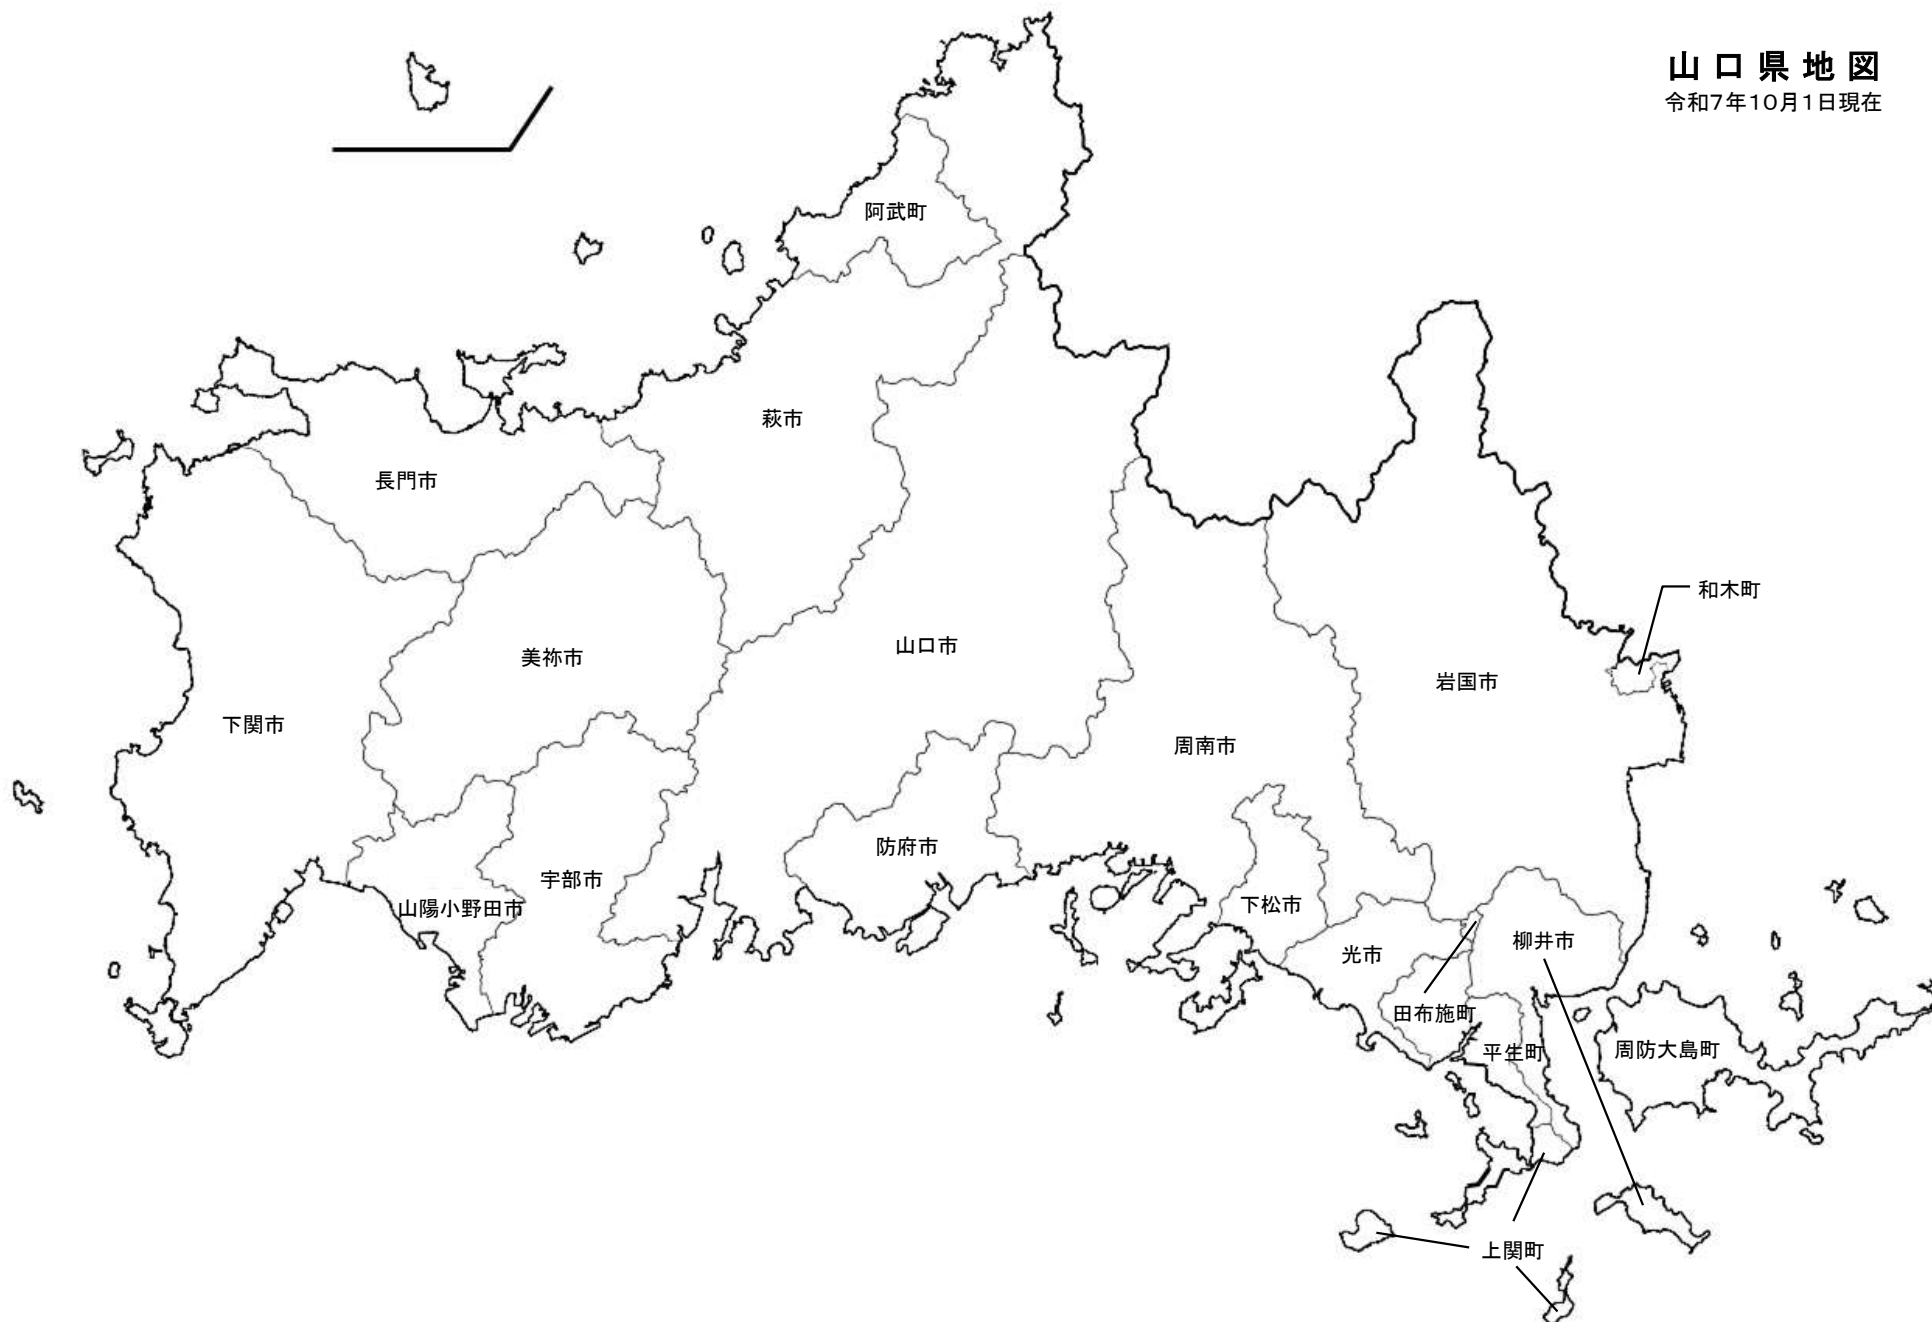 山口県地図
令和7年10月1日現在
阿武町
萩市
長門市
和木町
山口市
美祢市
岩国市
下関市
周南市
防府市
宇部市
山陽小野田市
下松市
柳井市
光市
田布施町
平生町
周防大島町
上関町